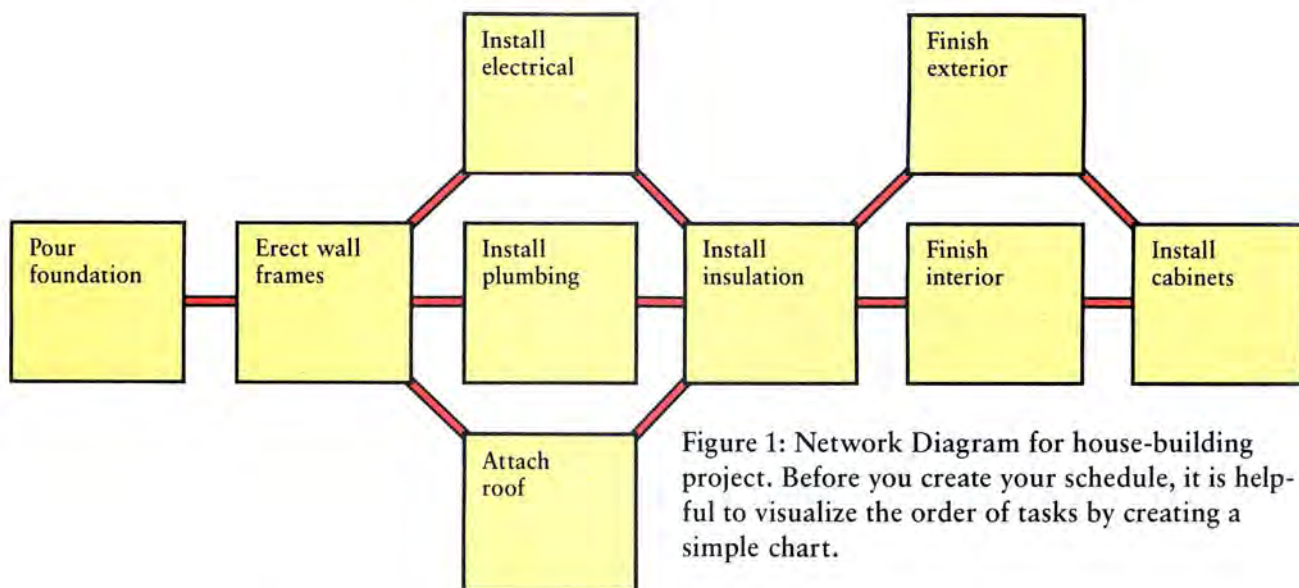 Install
electrical
Finish
exterior
Pour
foundation
Erect wall
frames
Install
plumbing
Install
insulation
Finish
interior
Install
cabinets
Attach
roof
Figure 1: Network Diagram for house-building
project. Before you create your schedule, it is help-
ful to visualize the order of tasks by creating a
simple chart.